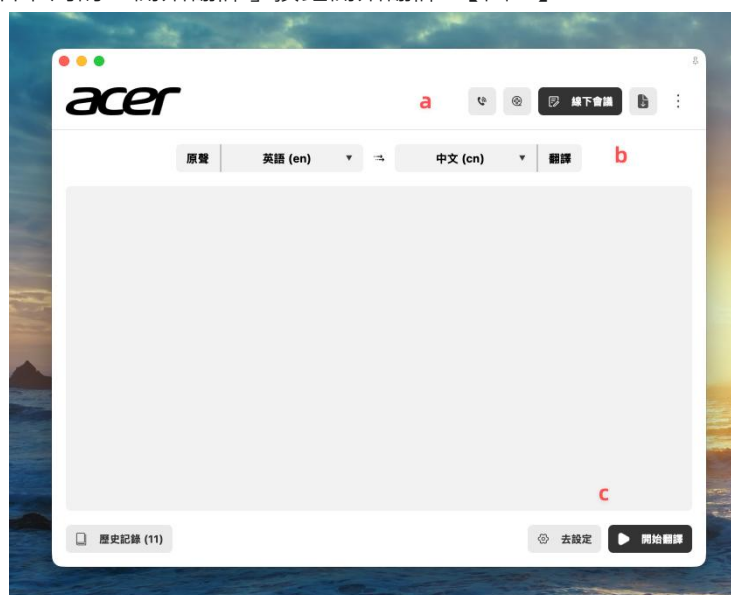 acer
a
線下會議
原聲 英語 (en) 中文 (cn) 翻譯
b
c
歷史記錄 (11) 去設定 開始翻譯